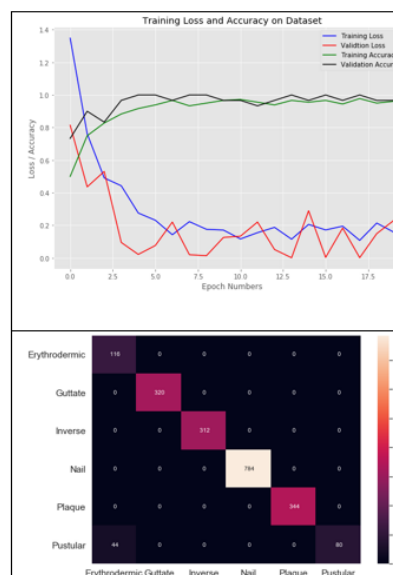 Training Loss and Accuracy on Dataset
1.4
1.2
1.0
0.8
0.6
0.4
0.2
0.0
Loss / Accuracy
Training Loss
Validtion Loss
Training Accurac
Validation Accur
0.0 2.5 5.0 7.5 10.0 12.5 15.0 17.5
Epoch Numbers
Erythrodermic 116 0 0 0 0 0
Guttate 0 320 0 0 0 0
Inverse 0 0 312 0 0 0
Nail 0 0 0 784 0 0
Plaque 0 0 0 0 344 0
Pustular 44 0 0 0 0 80
Erythrodermic Guttate Inverse Nail Plaque Pustular